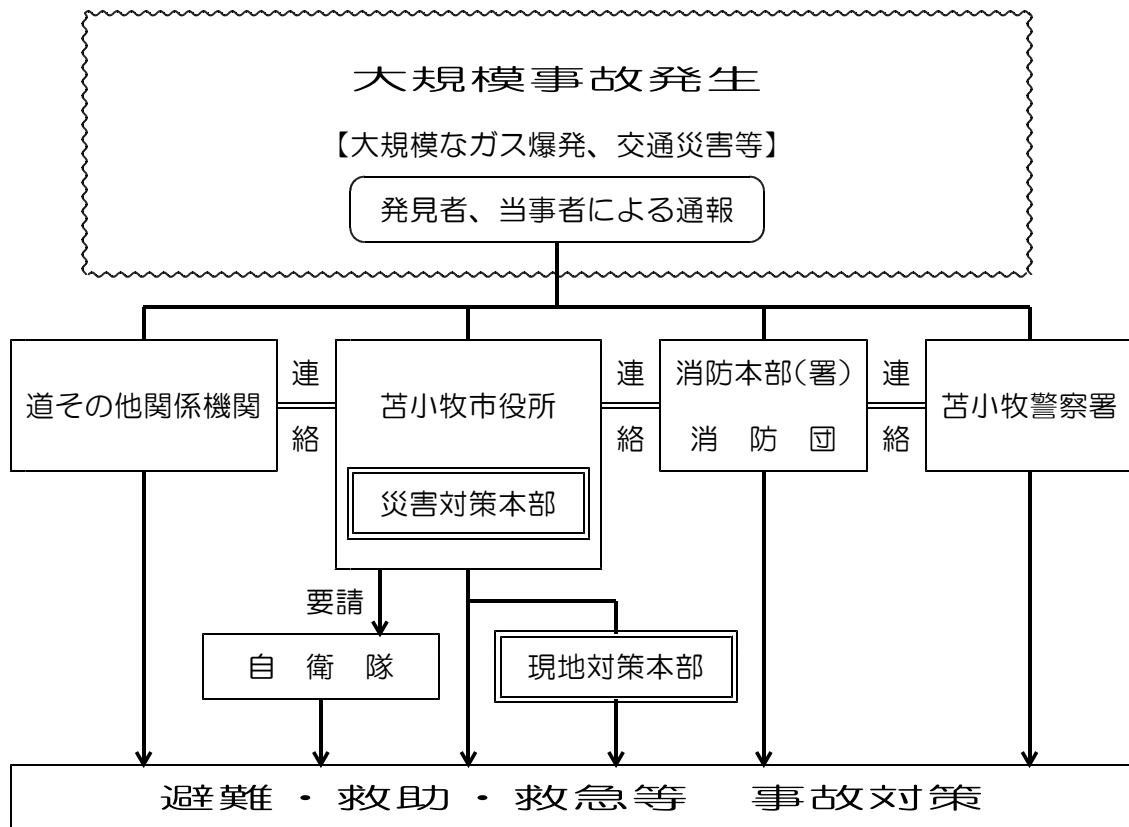 大規模事故発生
【大規模なガス爆発、交通災害等】
発見者、当事者による通報
道その他関係機関
連絡
苫小牧市役所
災害対策本部
連絡
消防本部(署)
消防団
連絡
苫小牧警察署
要請
自衛隊
現地対策本部
避難・救助・救急等 事故対策